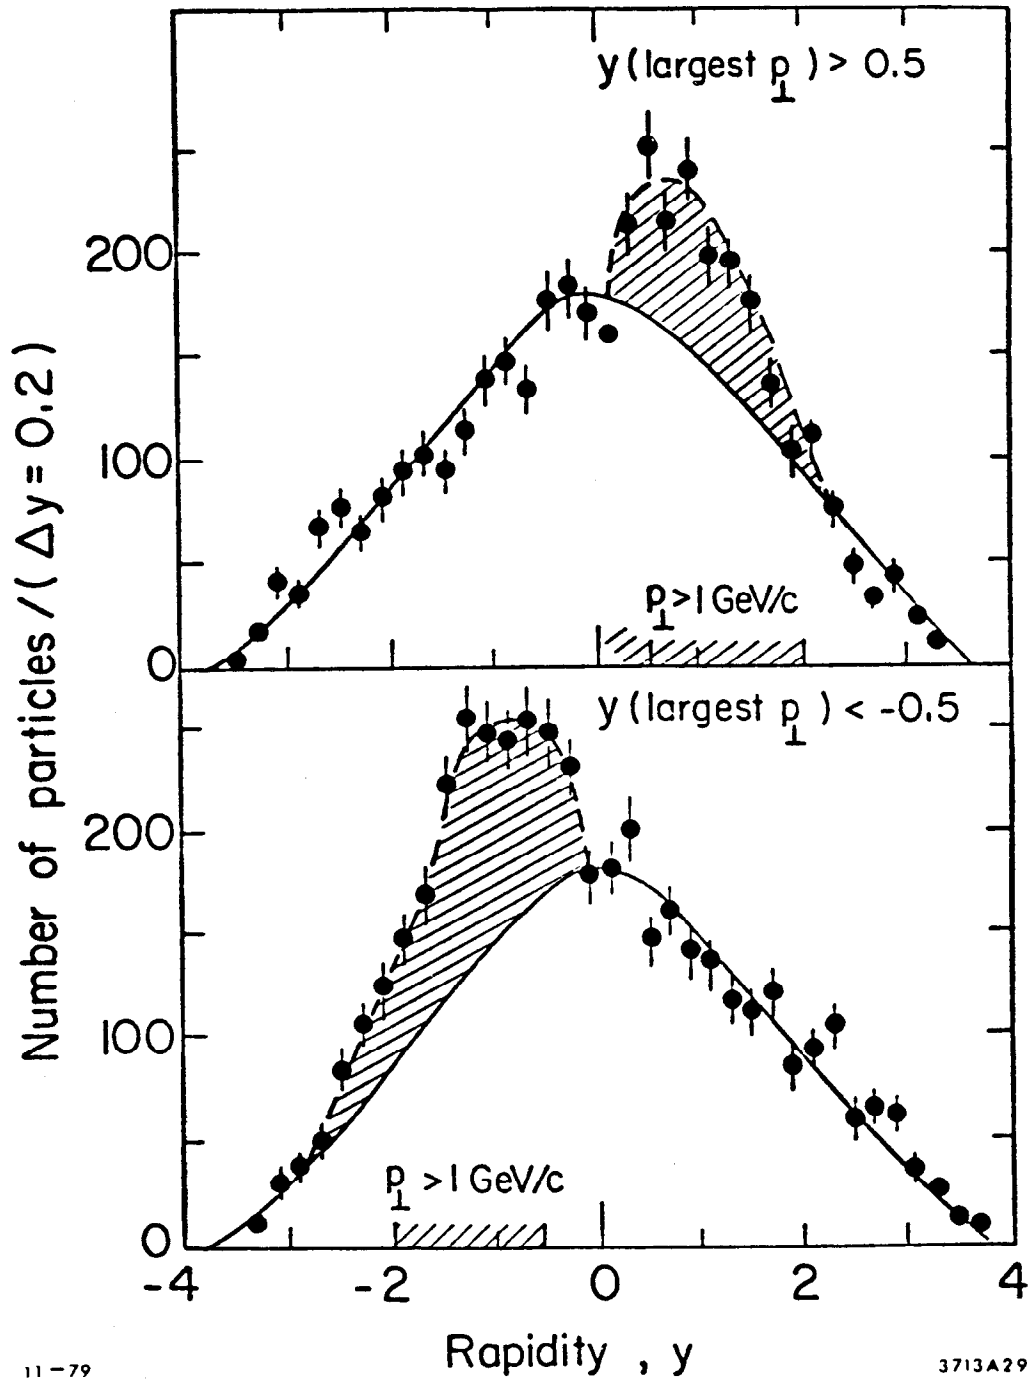 y (largest p⊥) > 0.5
200
100
0
p⊥ > 1 GeV/c
y (largest p⊥) < -0.5
200
100
0
p⊥ > 1 GeV/c
-4 -2 0 2 4
Number of particles / (Δy = 0.2)
Rapidity , y
11-79
3713A29